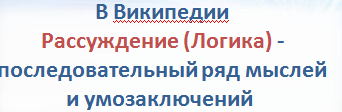 В Википедии
Рассуждение (Логика) -
последовательный ряд мыслей
и умозаключений